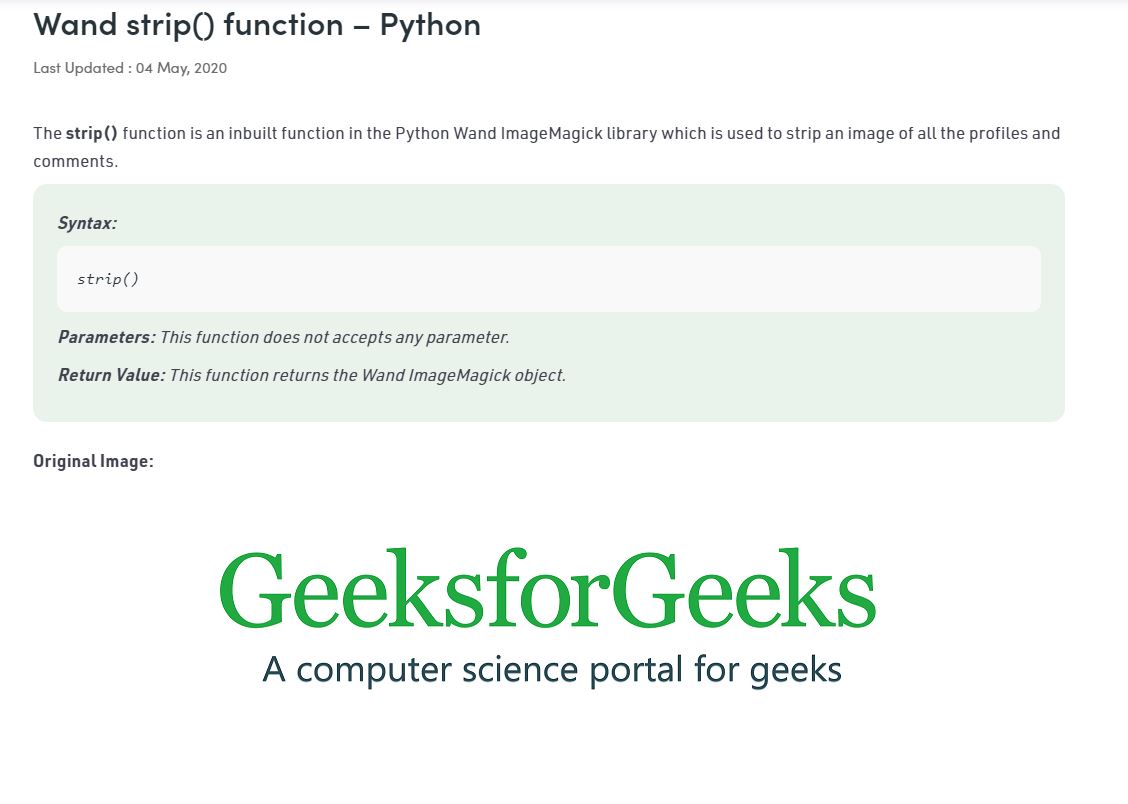 Wand strip() function – Python
Last Updated : 04 May, 2020
The strip() function is an inbuilt function in the Python Wand ImageMagick library which is used to strip an image of all the profiles and
comments.
Syntax:
strip()
Parameters: This function does not accepts any parameter.
Return Value: This function returns the Wand ImageMagick object.
Original Image:
GeeksforGeeks
A computer science portal for geeks